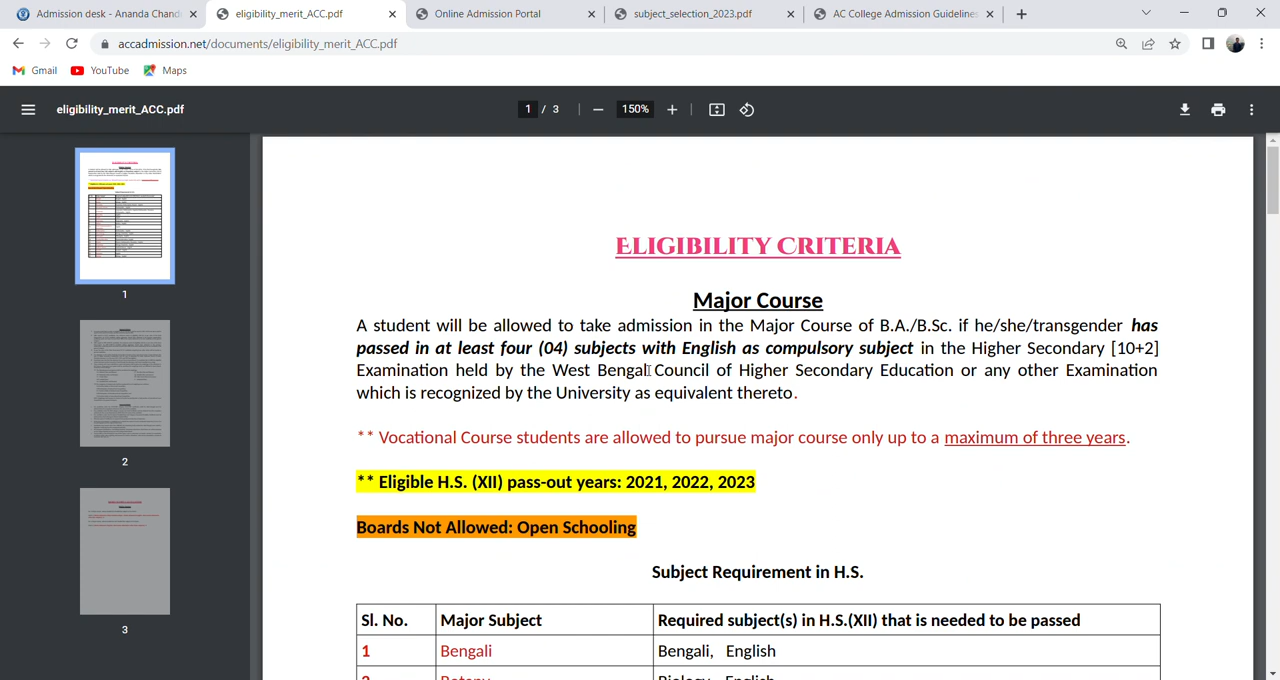 Admission desk - Ananda Chand
eligibility_merit_ACC.pdf
Online Admission Portal
subject_selection_2023.pdf
AC College Admission Guidelines
accadmission.net/documents/eligibility_merit_ACC.pdf
Gmail YouTube Maps
eligibility_merit_ACC.pdf
1 / 3
150%
1
2
3
ELIGIBILITY CRITERIA
Major Course
A student will be allowed to take admission in the Major Course of B.A./B.Sc. if he/she/transgender has
passed in at least four (04) subjects with English as compulsory subject in the Higher Secondary [10+2]
Examination held by the West Bengal Council of Higher Secondary Education or any other Examination
which is recognized by the University as equivalent thereto.
** Vocational Course students are allowed to pursue major course only up to a maximum of three years.
** Eligible H.S. (XII) pass-out years: 2021, 2022, 2023
Boards Not Allowed: Open Schooling
Subject Requirement in H.S.
Sl. No. Major Subject Required subject(s) in H.S.(XII) that is needed to be passed
1 Bengali Bengali, English
2 Botany Biology, English